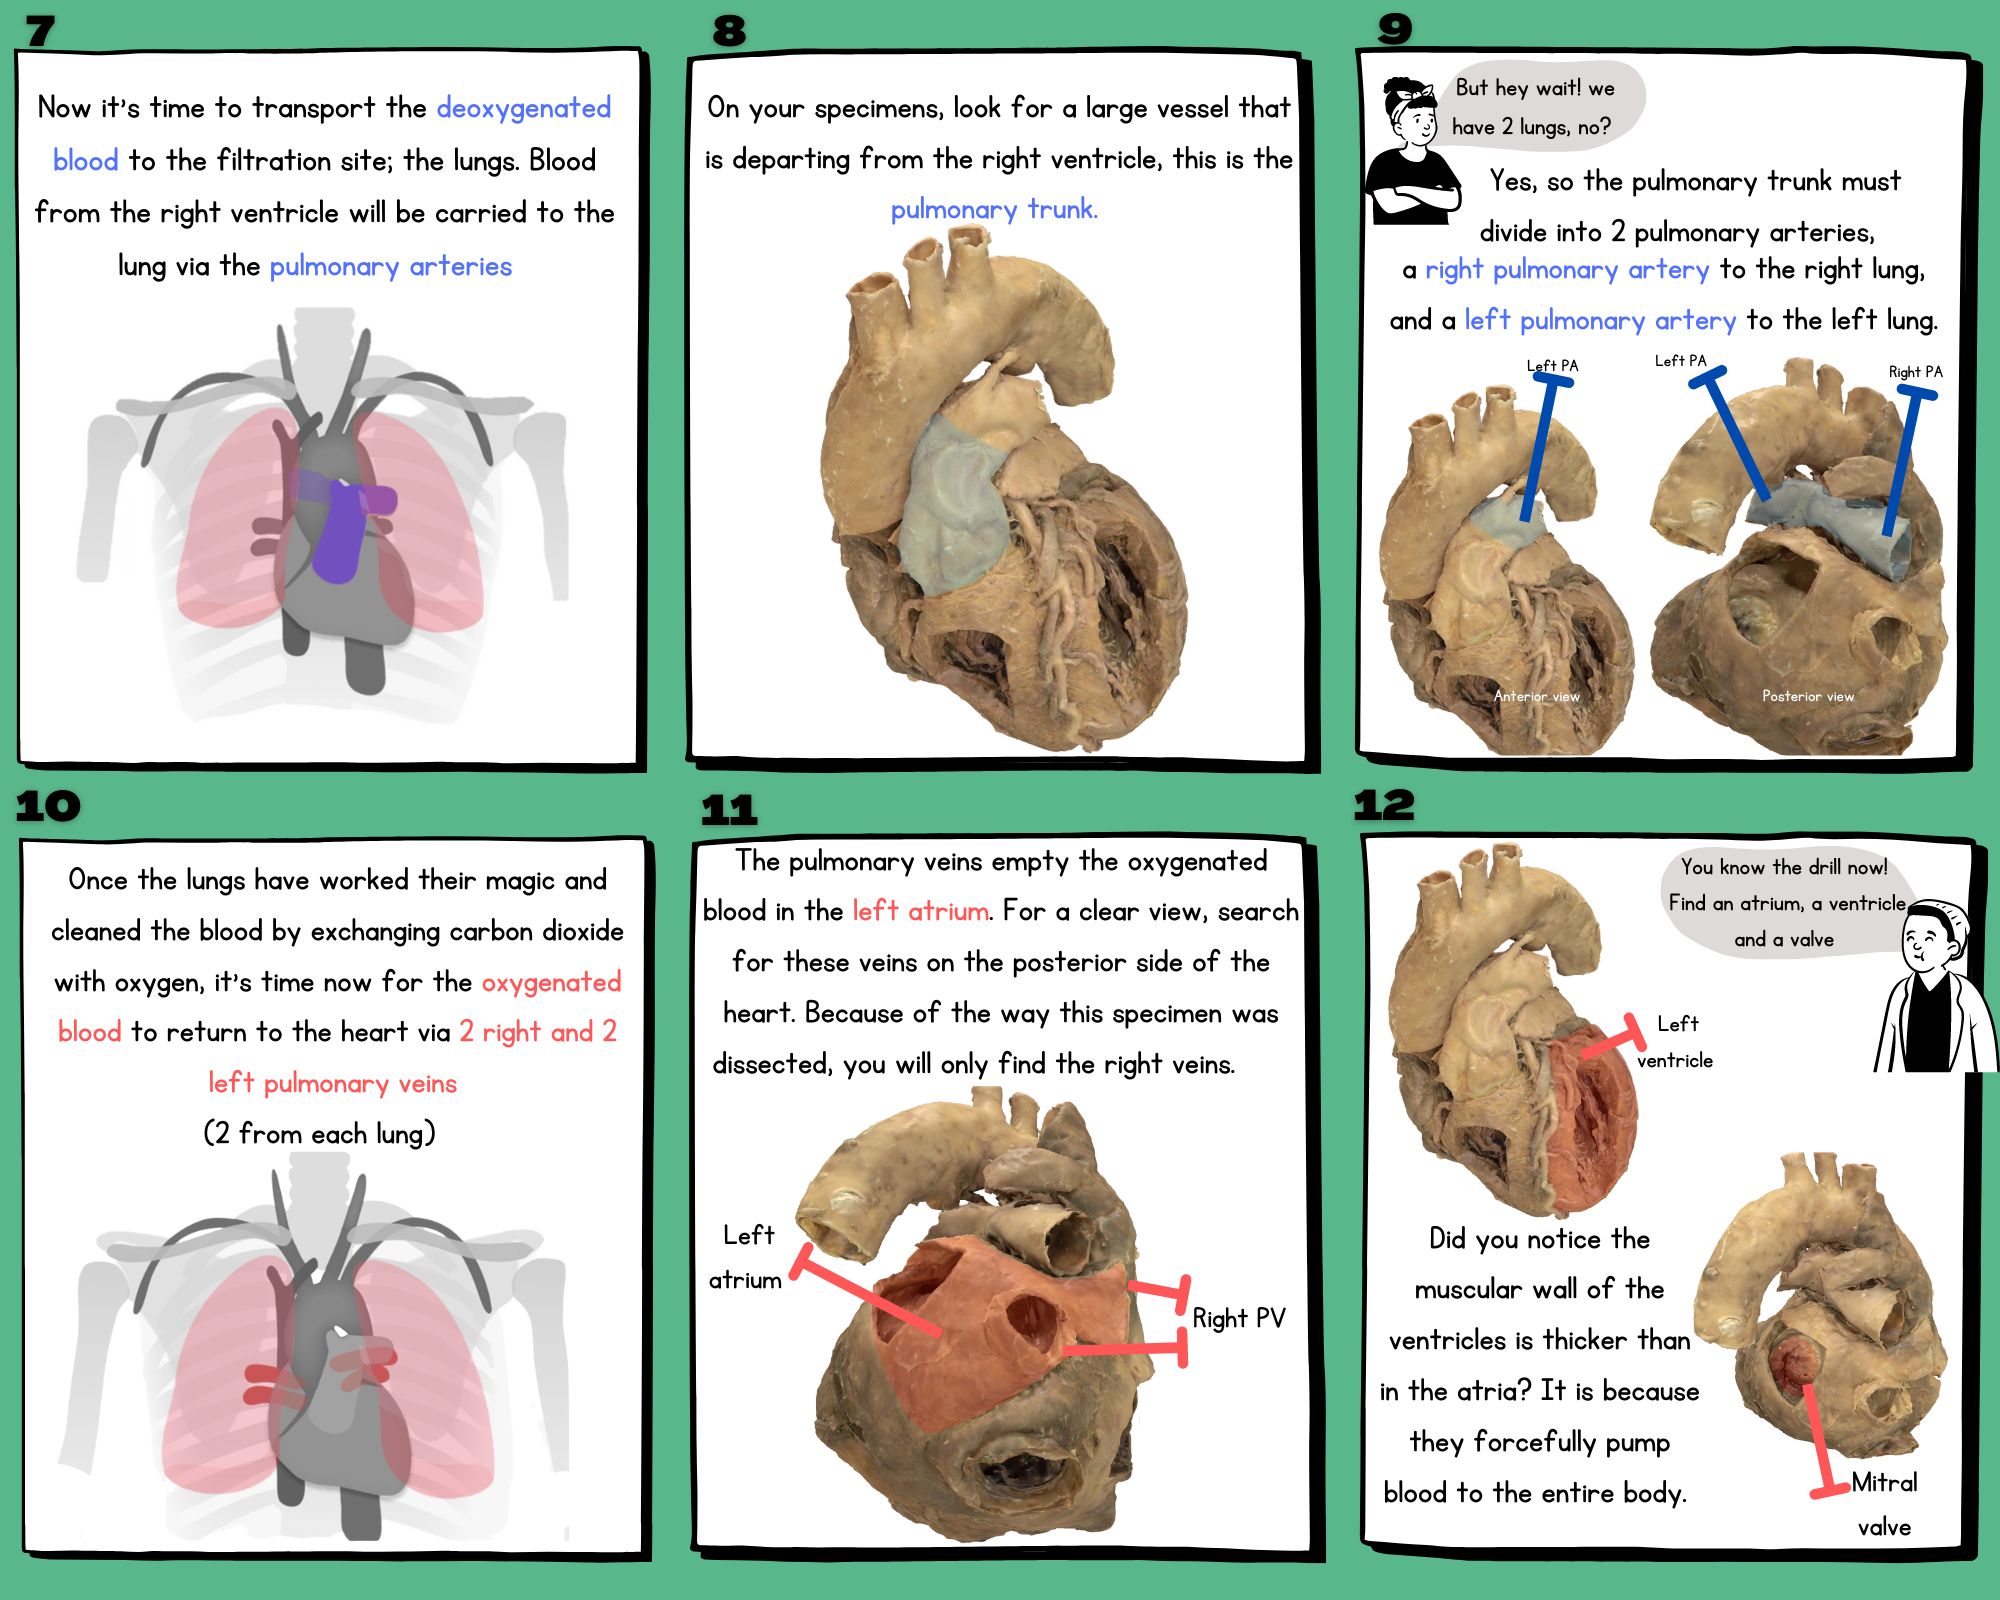 7
Now it's time to transport the deoxygenated
blood to the filtration site; the lungs. Blood
from the right ventricle will be carried to the
lung via the pulmonary arteries
8
On your specimens, look for a large vessel that
is departing from the right ventricle, this is the
pulmonary trunk.
9
But hey wait! we
have 2 lungs, no?
Yes, so the pulmonary trunk must
divide into 2 pulmonary arteries,
a right pulmonary artery to the right lung,
and a left pulmonary artery to the left lung.
Left PA
Left PA
Right PA
Anterior view
Posterior view
10
Once the lungs have worked their magic and
cleaned the blood by exchanging carbon dioxide
with oxygen, it's time now for the oxygenated
blood to return to the heart via 2 right and 2
left pulmonary veins
(2 from each lung)
11
The pulmonary veins empty the oxygenated
blood in the left atrium. For a clear view, search
for these veins on the posterior side of the
heart. Because of the way this specimen was
dissected, you will only find the right veins.
Left
atrium
Right PV
12
You know the drill now!
Find an atrium, a ventricle,
and a valve
Left
ventricle
Did you notice the
muscular wall of the
ventricles is thicker than
in the atria? It is because
they forcefully pump
blood to the entire body.
Mitral
valve